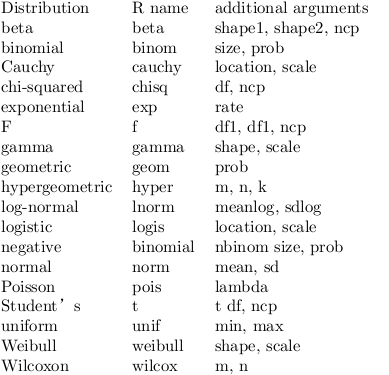 Distribution R name additional arguments
beta beta shape1, shape2, ncp
binomial binom size, prob
Cauchy cauchy location, scale
chi-squared chisq df, ncp
exponential exp rate
F f df1, df1, ncp
gamma gamma shape, scale
geometric geom prob
hypergeometric hyper m, n, k
log-normal lnorm meanlog, sdlog
logistic logis location, scale
negative binomial nbinom size, prob
normal norm mean, sd
Poisson pois lambda
Student’s t t df, ncp
uniform unif min, max
Weibull weibull shape, scale
Wilcoxon wilcox m, n